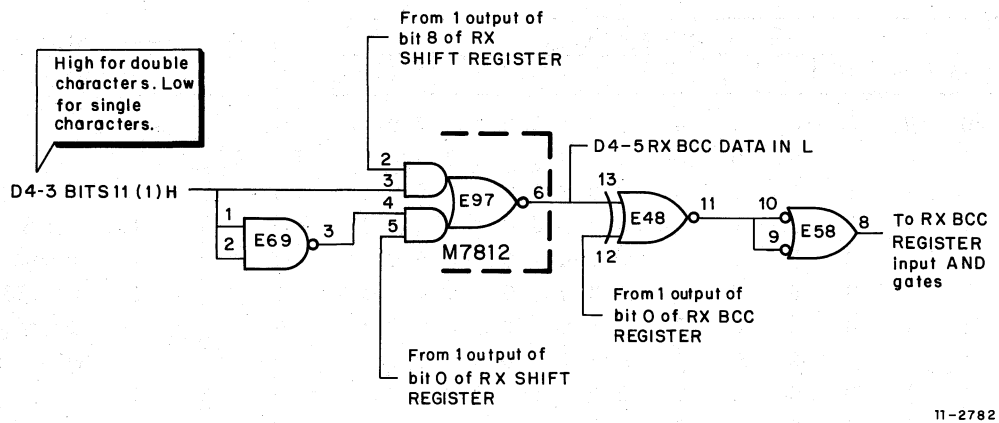 From 1 output of
bit 8 of RX
SHIFT REGISTER
High for double
characters. Low
for single
characters.
D4-3 BITS 11 (1) H
1
2
E69
3
2
3
4
5
E97
6
M7812
D4-5 RX BCC DATA IN L
13
12
E48
11
10
9
E58
8
To RX BCC
REGISTER
input AND
gates
From 1 output of
bit 0 of RX BCC
REGISTER
From 1 output of
bit 0 of RX SHIFT
REGISTER
11-2782